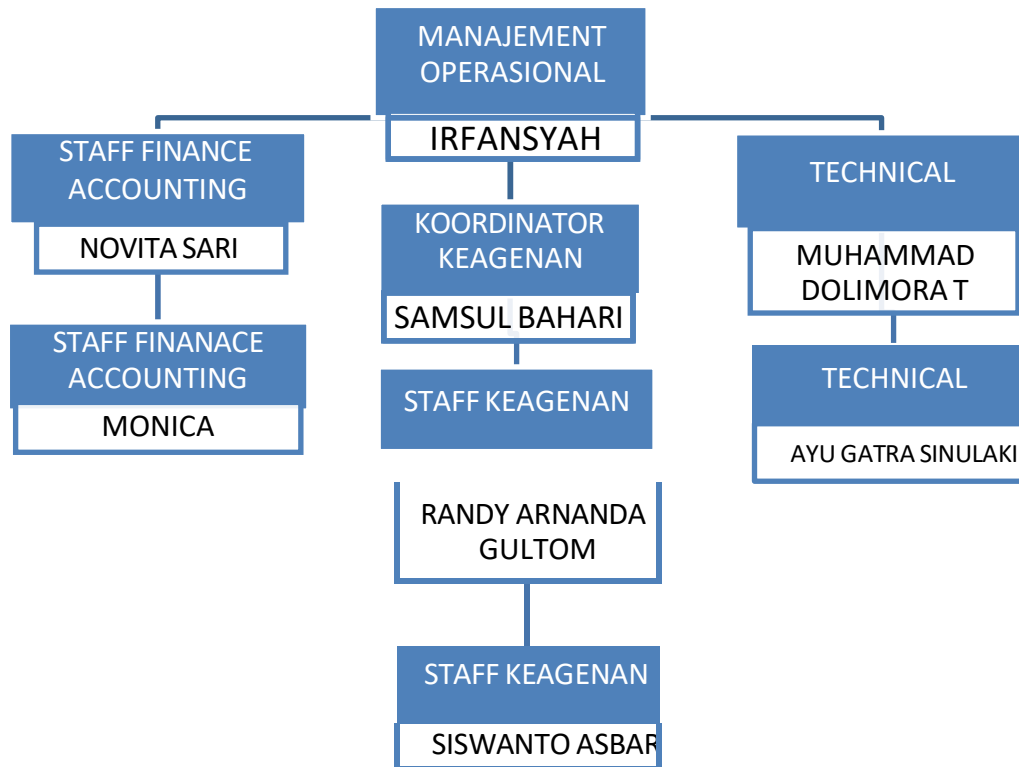 MANAJEMENT
OPERASIONAL
IRFANSYAH
STAFF FINANCE
ACCOUNTING
NOVITA SARI
STAFF FINANACE
ACCOUNTING
MONICA
KOORDINATOR
KEAGENAN
SAMSUL BAHARI
STAFF KEAGENAN
RANDY ARNANDA
GULTOM
STAFF KEAGENAN
SISWANTO ASBAR
TECHNICAL
MUHAMMAD
DOLIMORA T
TECHNICAL
AYU GATRA SINULAKI